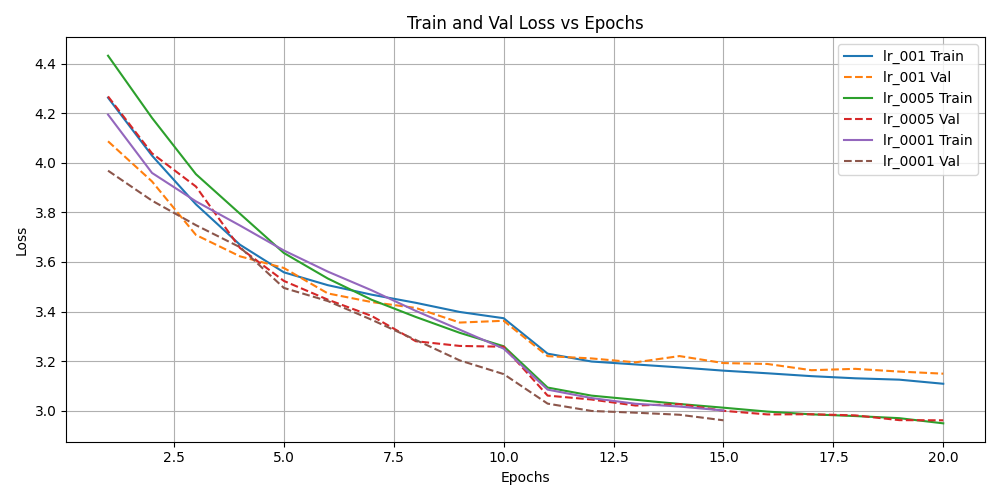 Train and Val Loss vs Epochs
Loss
4.4
4.2
4.0
3.8
3.6
3.4
3.2
3.0
lr_001 Train
lr_001 Val
lr_0005 Train
lr_0005 Val
lr_0001 Train
lr_0001 Val
2.5 5.0 7.5 10.0 12.5 15.0 17.5 20.0
Epochs